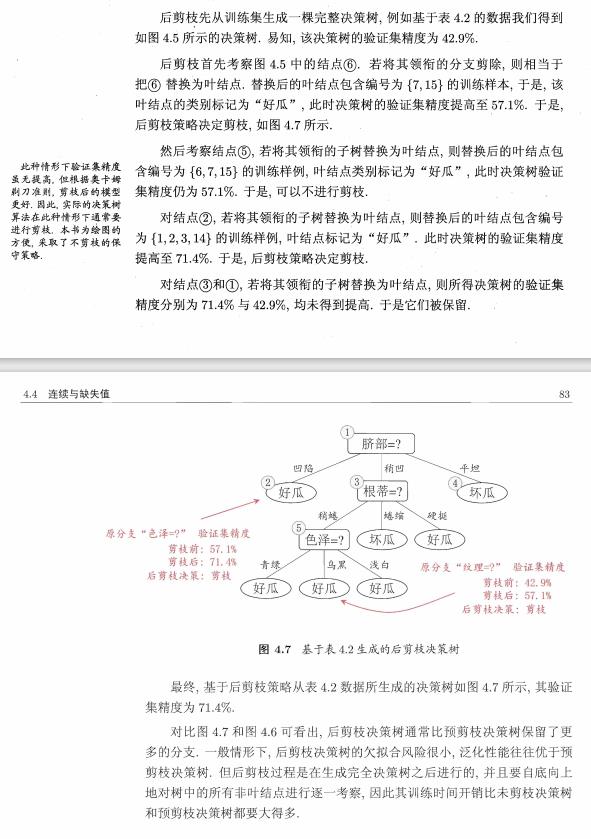 后剪枝先从训练集生成一棵完整决策树, 例如基于表 4.2 的数据我们得到
如图 4.5 所示的决策树. 易知, 该决策树的验证集精度为 42.9%.
后剪枝首先考察图 4.5 中的结点⑥. 若将其领衔的分支剪除, 则相当于
把⑥ 替换为叶结点. 替换后的叶结点包含编号为 {7, 15} 的训练样本, 于是, 该
叶结点的类别标记为 “好瓜”, 此时决策树的验证集精度提高至 57.1%. 于是,
后剪枝策略决定剪枝, 如图 4.7 所示.
然后考察结点⑤, 若将其领衔的子树替换为叶结点, 则替换后的结点包
含编号为 {6, 7, 15} 的训练样例, 叶结点类别标记为 “好瓜”, 此时决策树验证
集精度仍为 57.1%. 于是, 可以不进行剪枝.
此种情形下验证集精度
虽无提高, 但根据奥卡姆
剃刀准则, 剪枝后的模型
更好. 因此, 实际的决策树
算法在此种情形下通常要
进行剪枝. 本书为绘图的
方便, 采取了不剪枝的保
守策略.
对结点②, 若将其领衔的子树替换为叶结点, 则替换后的结点包含编号
为 {1, 2, 3, 14} 的训练样例, 叶结点标记为 “好瓜”. 此时决策树的验证集精度
提高至 71.4%. 于是, 后剪枝策略决定剪枝.
对结点③和①, 若将其领衔的子树替换为叶结点, 则所得决策树的验证集
精度分别为 71.4% 与 42.9%, 均未得到提高. 于是它们被保留.
4.4 连续与缺失值 83
① 脐部=?
凹陷 稍凹 平坦
② 好瓜 ③ 根蒂=? ④ 坏瓜
稍蜷 蜷缩 硬挺
⑤ 色泽=? 坏瓜 好瓜
青绿 乌黑 浅白
好瓜 好瓜 好瓜
原分支“色泽=?” 验证集精度
剪枝前: 57.1%
剪枝后: 71.4%
后剪枝决策: 剪枝
原分支“纹理=?” 验证集精度
剪枝前: 42.9%
剪枝后: 57.1%
后剪枝决策: 剪枝
图 4.7 基于表 4.2 生成的后剪枝决策树
最终, 基于后剪枝策略从表 4.2 数据所生成的决策树如图 4.7 所示, 其验证
集精度为 71.4%.
对比图 4.7 和图 4.6 可看出, 后剪枝决策树通常比预剪枝决策树保留了更
多的分支. 一般情形下, 后剪枝决策树的欠拟合风险很小, 泛化性能往往优于预
剪枝决策树. 但后剪枝过程是在生成完全决策树之后进行的, 并且要自底向上
地对树中的所有非叶结点进行逐一考察, 因此其训练时间开销比未剪枝决策树
和预剪枝决策树都要大得多.